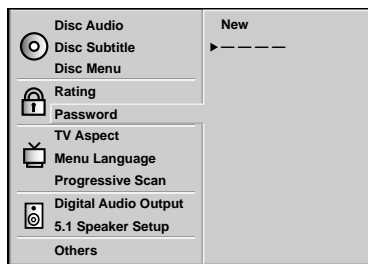 Disc Audio
Disc Subtitle
Disc Menu
Rating
Password
TV Aspect
Menu Language
Progressive Scan
Digital Audio Output
5.1 Speaker Setup
Others
New
– – – –